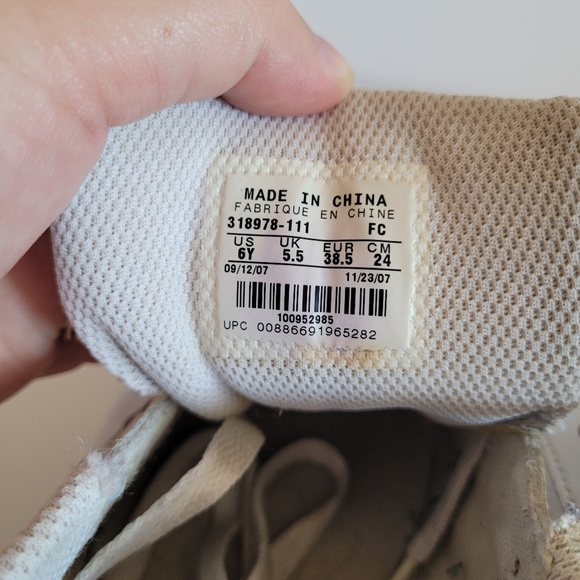 MADE IN CHINA
FABRIQUE EN CHINE
318978-111 FC
US UK EUR CM
6Y 5.5 38.5 24
09/12/07 11/23/07
100952985
UPC 00886691965282